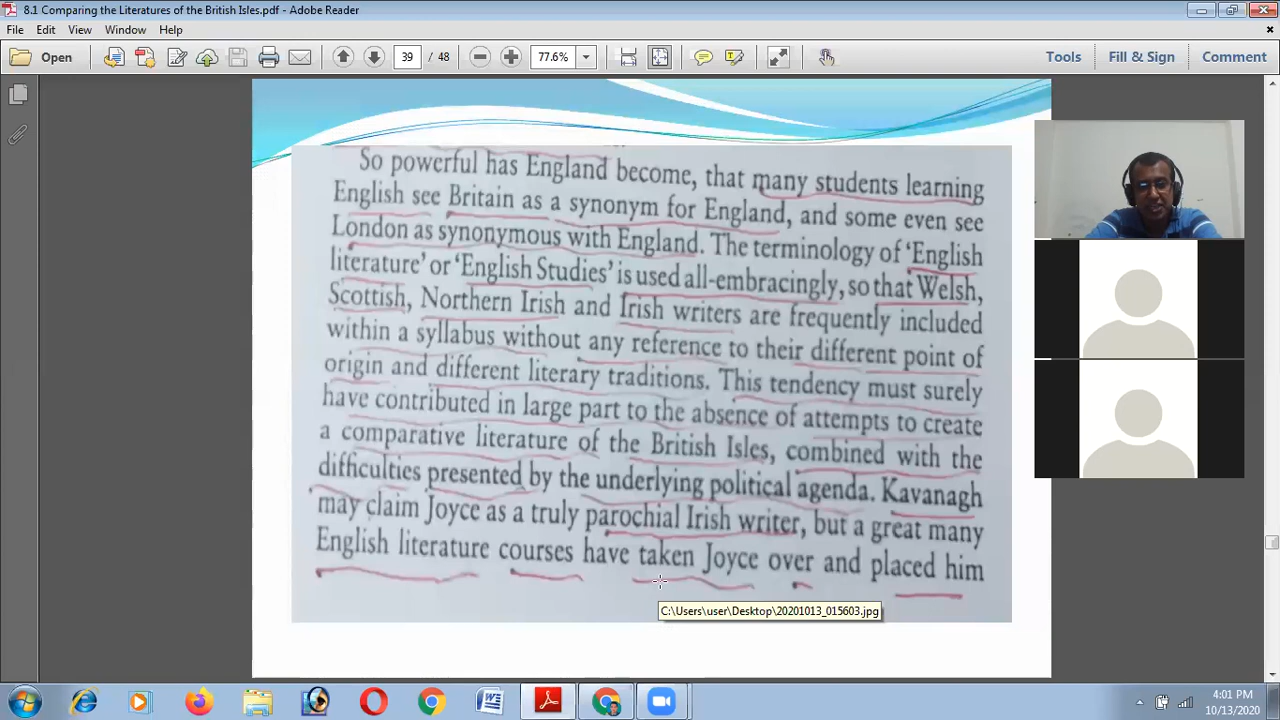 8.1 Comparing the Literatures of the British Isles.pdf - Adobe Reader
File Edit View Window Help
Open 39 / 48 77.6% Tools Fill & Sign Comment
So powerful has England become, that many students learning
English see Britain as a synonym for England, and some even see
London as synonymous with England. The terminology of ‘English
literature’ or ‘English Studies’ is used all-embracingly, so that Welsh,
Scottish, Northern Irish and Irish writers are frequently included
within a syllabus without any reference to their different point of
origin and different literary traditions. This tendency must surely
have contributed in large part to the absence of attempts to create
a comparative literature of the British Isles, combined with the
difficulties presented by the underlying political agenda. Kavanagh
may claim Joyce as a truly parochial Irish writer, but a great many
English literature courses have taken Joyce over and placed him
C:\Users\user\Desktop\20201013_015603.jpg
4:01 PM
10/13/2020